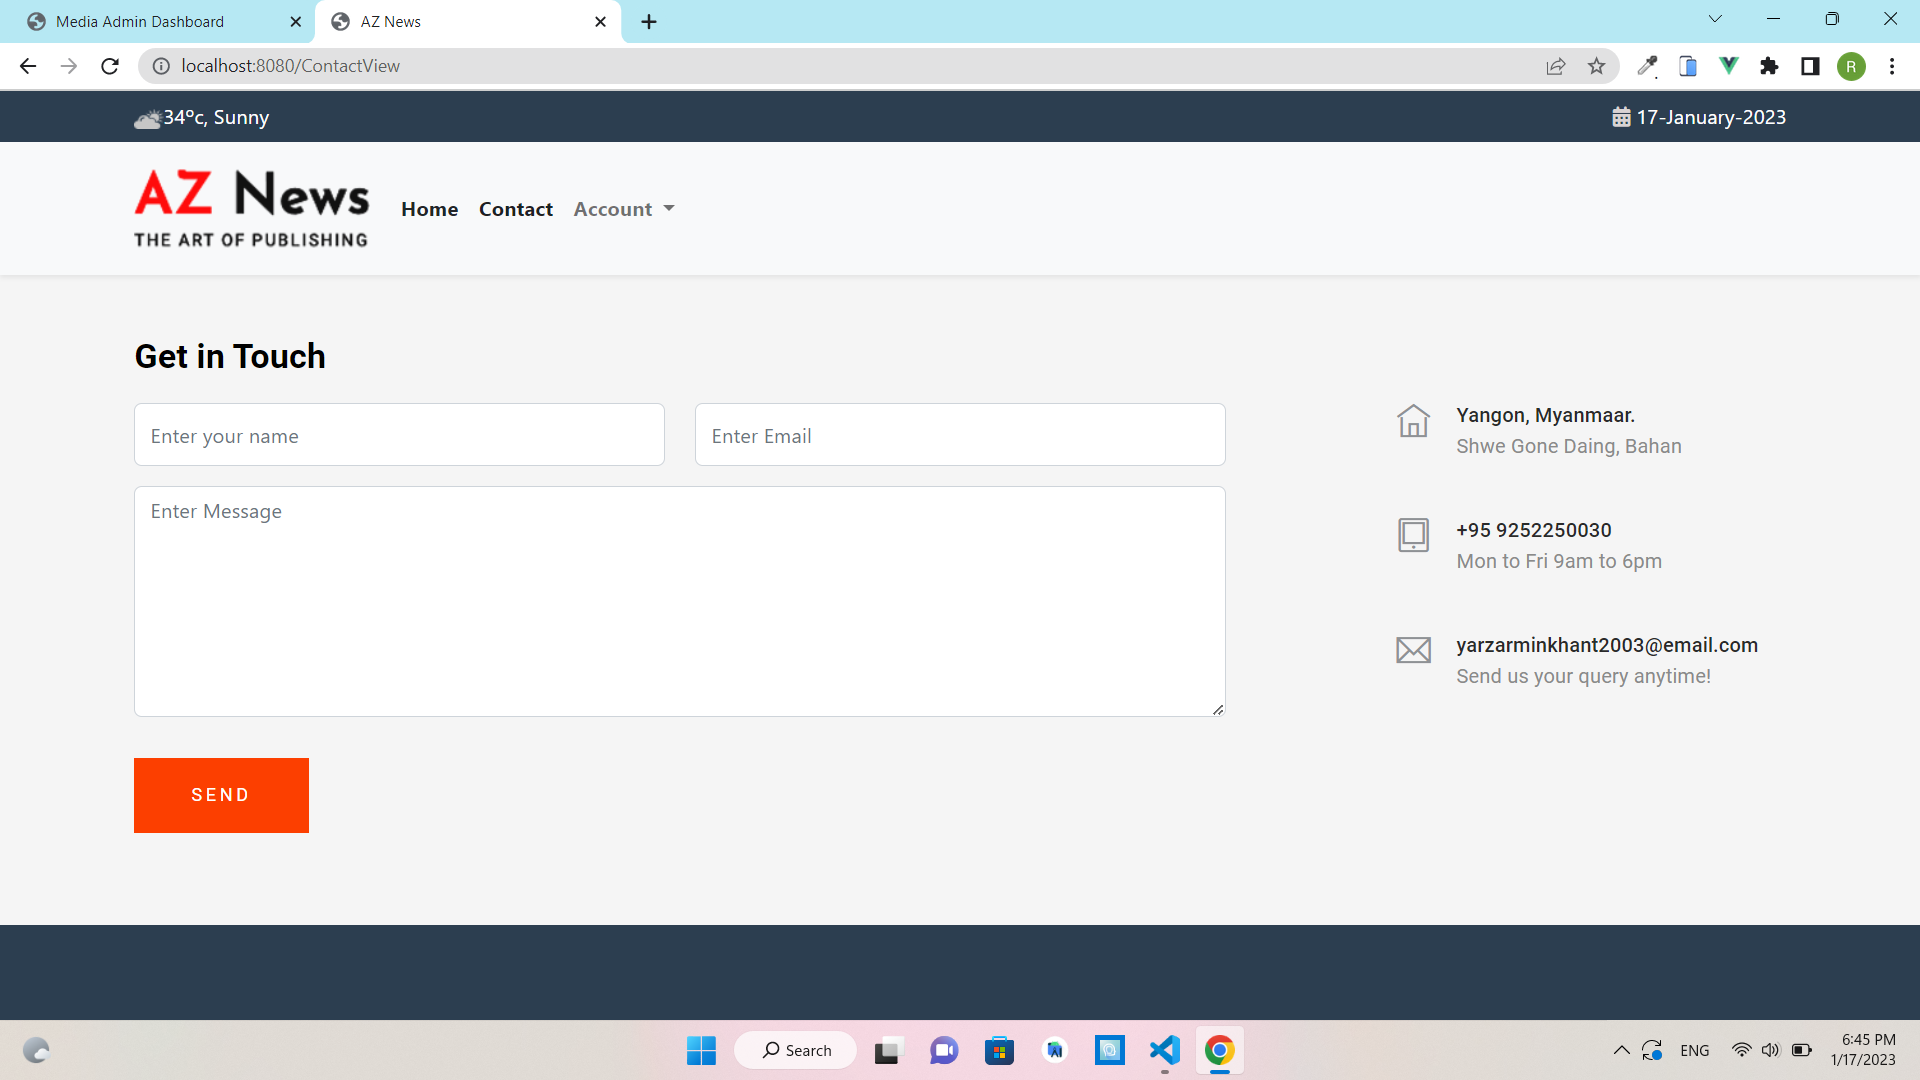 Media Admin Dashboard
AZ News
localhost:8080/ContactView
R
34°c, Sunny
17-January-2023
AZ News
THE ART OF PUBLISHING
Home
Contact
Account
Get in Touch
Enter your name
Enter Email
Enter Message
SEND
Yangon, Myanmaar.
Shwe Gone Daing, Bahan
+95 9252250030
Mon to Fri 9am to 6pm
yarzarminkhant2003@email.com
Send us your query anytime!
Search
ENG
6:45 PM
1/17/2023